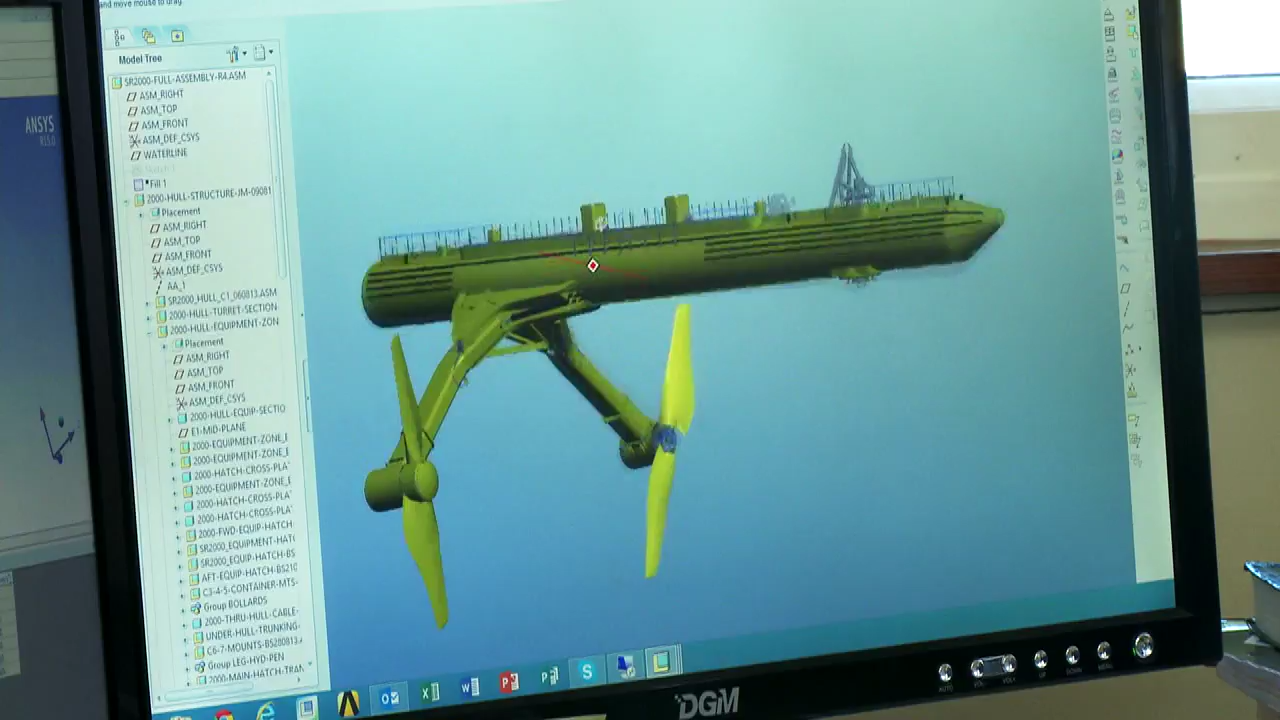 and move mouse to drag.
ANSYS
R15.0
Model Tree
SR2000-FULL-ASSEMBLY-R4.ASM
ASM_RIGHT
ASM_TOP
ASM_FRONT
ASM_DEF_CSYS
WATERLINE
Fill 1
2000-HULL-STRUCTURE-JM-09081
Placement
ASM_RIGHT
ASM_TOP
ASM_FRONT
ASM_DEF_CSYS
AA_1
SR2000_HULL_C1_060813.ASM
2000-HULL-TURRET-SECTION
2000-HULL-EQUIPMENT-ZON
Placement
ASM_RIGHT
ASM_TOP
ASM_FRONT
ASM_DEF_CSYS
2000-HULL-EQUIP-SECTIO
E1-MID-PLANE
2000-EQUIPMENT-ZONE_E
2000-EQUIPMENT-ZONE_E
2000-HATCH-CROSS-PLA
2000-EQUIPMENT-ZONE_E
2000-HATCH-CROSS-PLA
2000-HATCH-CROSS-PLA
2000-FWD-EQUIP-HATCH
SR2000_EQUIPMENT-HAT
SR2000_EQUIP-HATCH-BS
AFT-EQUIP-HATCH-BS210
C3-4-5-CONTAINER-MTS-
Group BOLLARDS
2000-THRU-HULL-CABLE-
UNDER-HULL-TRUNKING-
C6-7-MOUNTS-BS280813.
Group LEG-HYD-PEN
2000-MAIN-HATCH-TRAN
DGM
AUTO